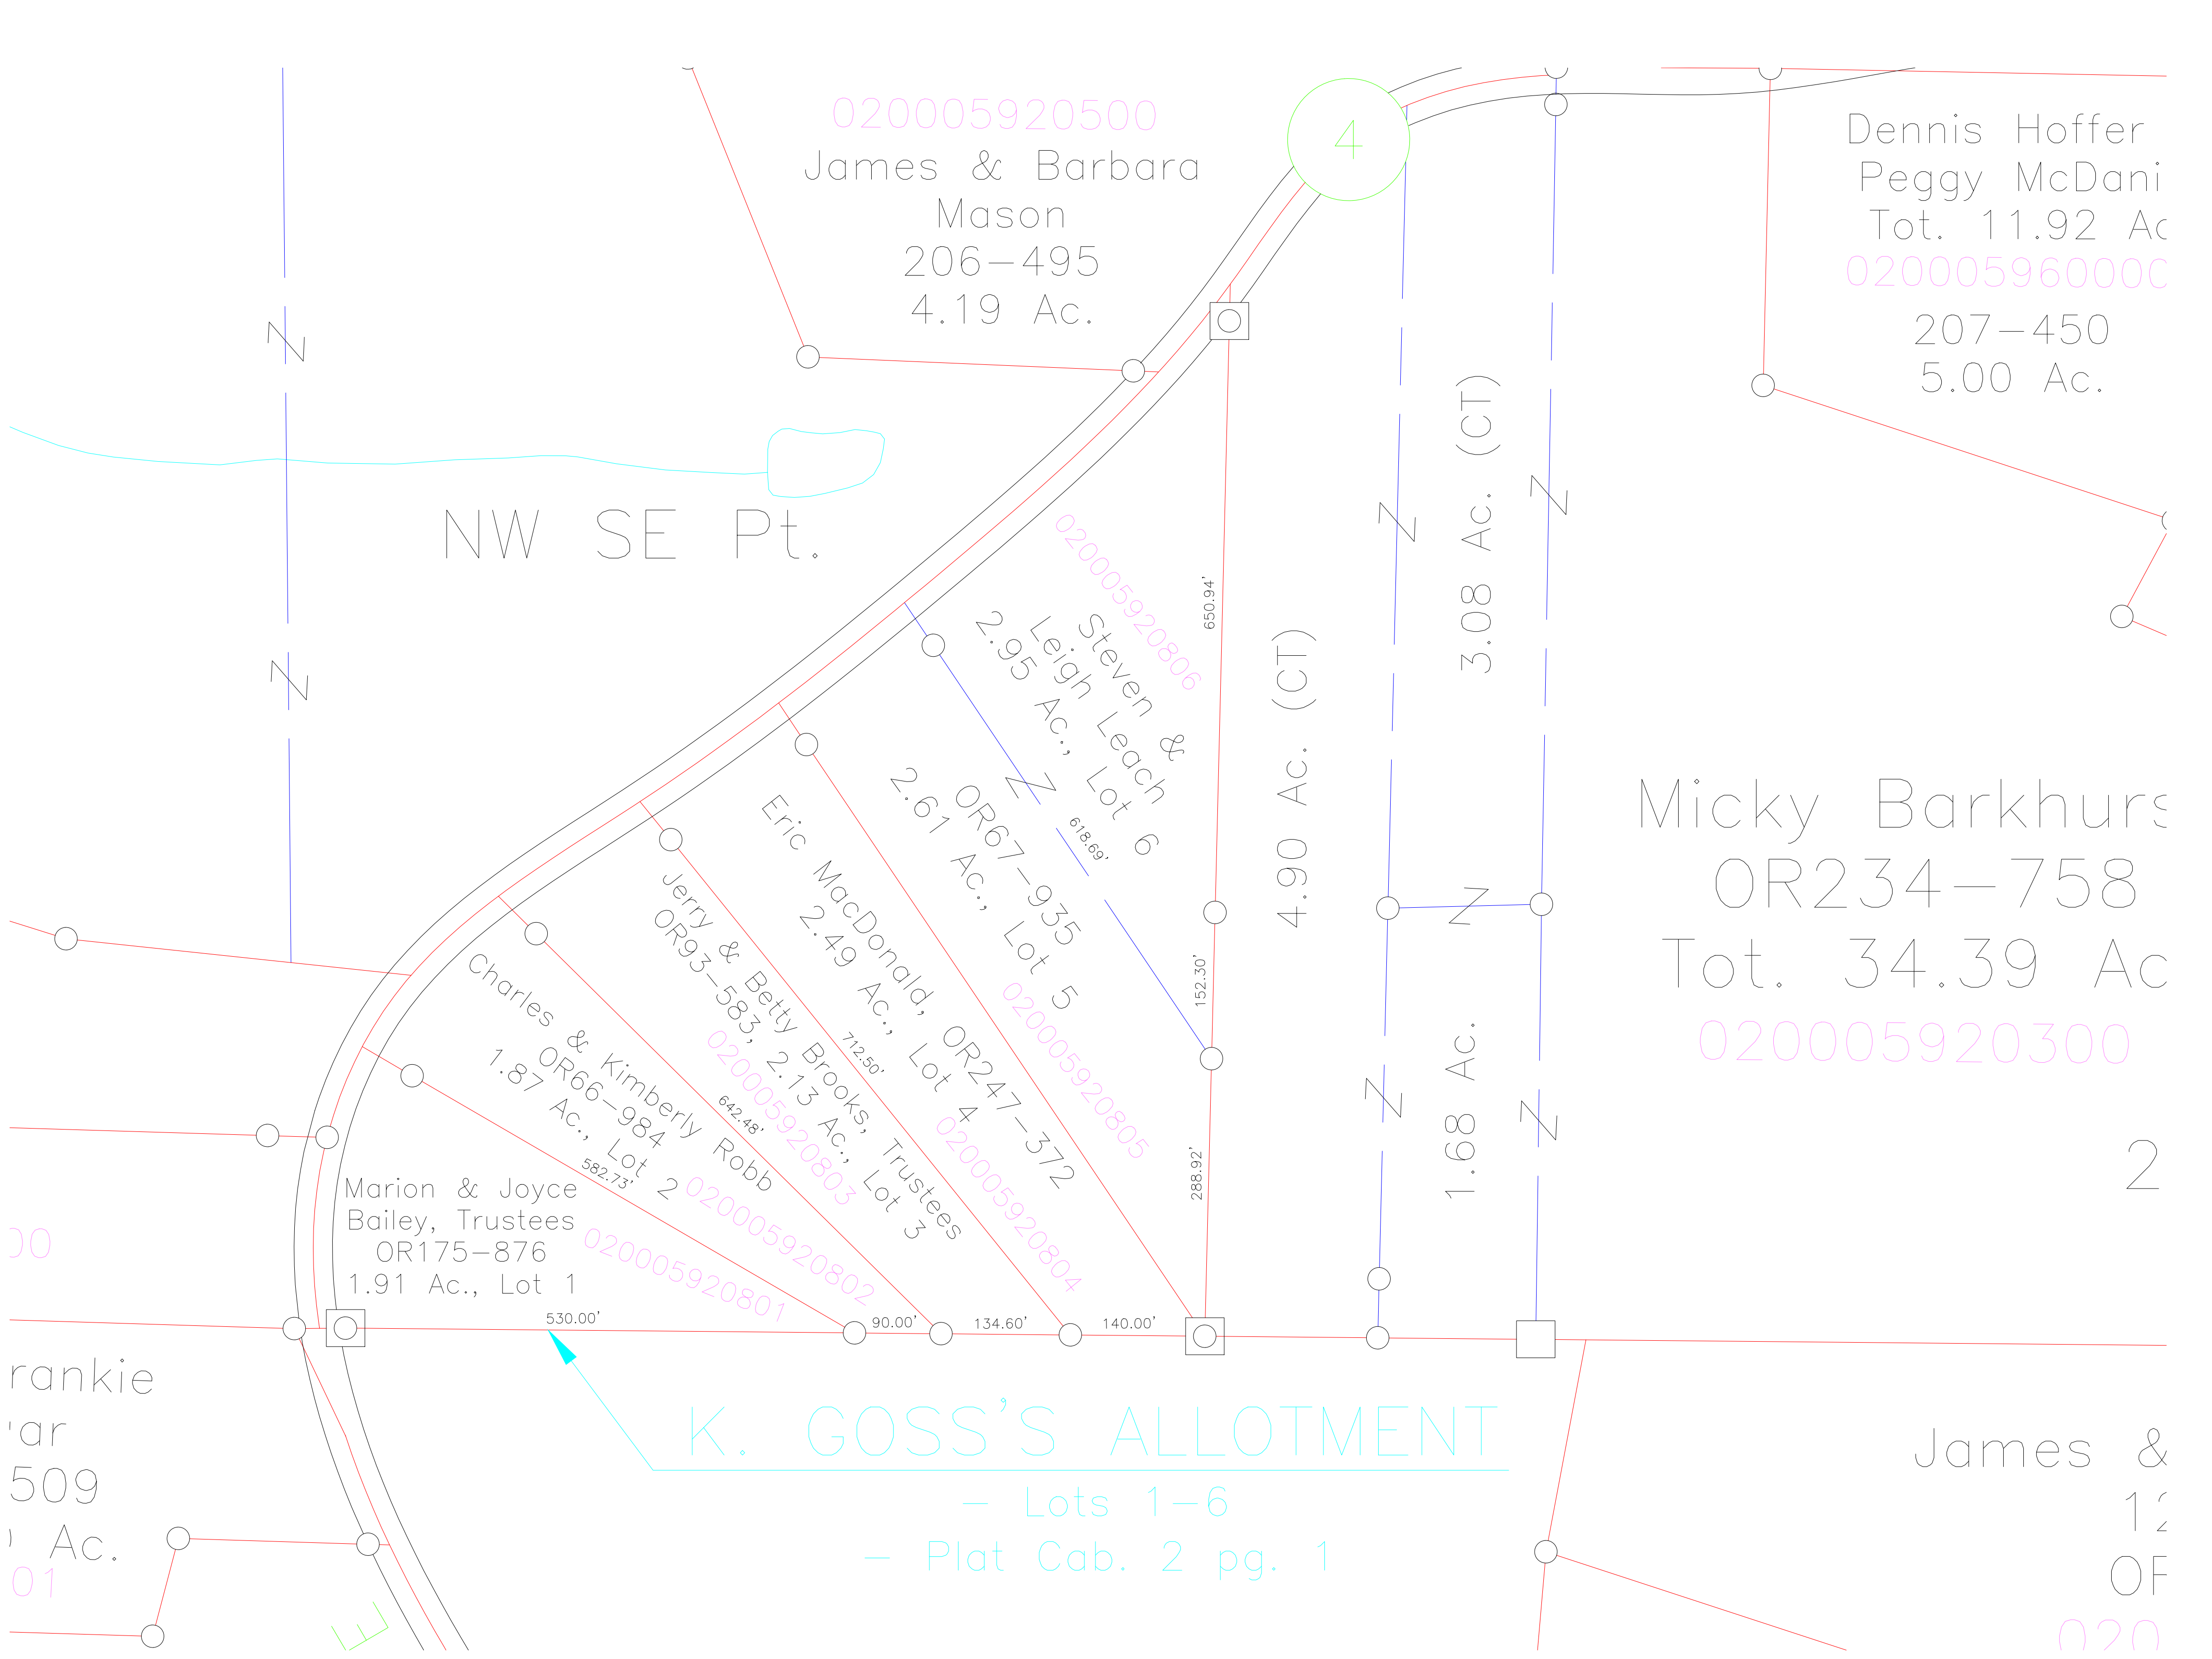 020005920500
James & Barbara
Mason
206-495
4.19 Ac.
4
Dennis Hoffer
Peggy McDani
Tot. 11.92 Ac
020005960000
207-450
5.00 Ac.
NW SE Pt.
020005920806
Steven &
Leigh Leach
2.95 Ac., Lot 6
650.94'
618.69'
152.30'
288.92'
4.90 Ac. (CT)
3.08 Ac. (CT)
1.68 Ac.
OR67-935
2.61 Ac., Lot 5
020005920805
Eric MacDonald, OR247-372
2.49 Ac., Lot 4
020005920804
712.50'
Jerry & Betty Brooks, Trustees
OR93-583, 2.13 Ac., Lot 3
020005920803
642.48'
Charles & Kimberly Robb
OR66-984
1.87 Ac., Lot 2
020005920802
582.73'
Marion & Joyce
Bailey, Trustees
OR175-876
1.91 Ac., Lot 1
020005920801
530.00'
90.00'
134.60'
140.00'
Micky Barkhurs
OR234-758
Tot. 34.39 Ac
020005920300
2
00
rankie
ar
509
Ac.
01
E
K. GOSS'S ALLOTMENT
- Lots 1-6
- Plat Cab. 2 pg. 1
James &
12
OR
020